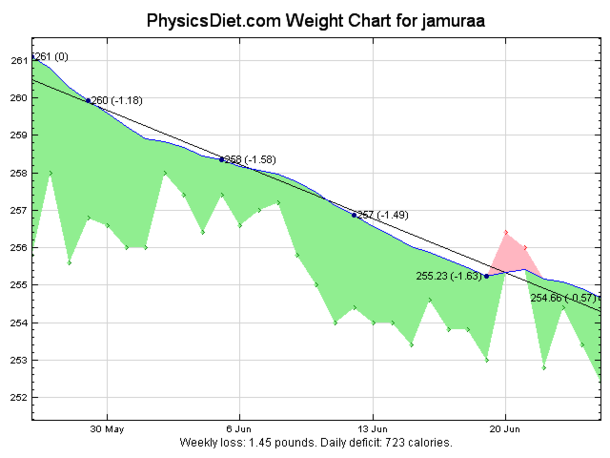 PhysicsDiet.com Weight Chart for jamuraa
261
260
259
258
257
256
255
254
253
252
261 (0)
260 (-1.18)
258 (-1.58)
257 (-1.49)
255.23 (-1.63)
254.66 (-0.57)
30 May
6 Jun
13 Jun
20 Jun
Weekly loss: 1.45 pounds. Daily deficit: 723 calories.